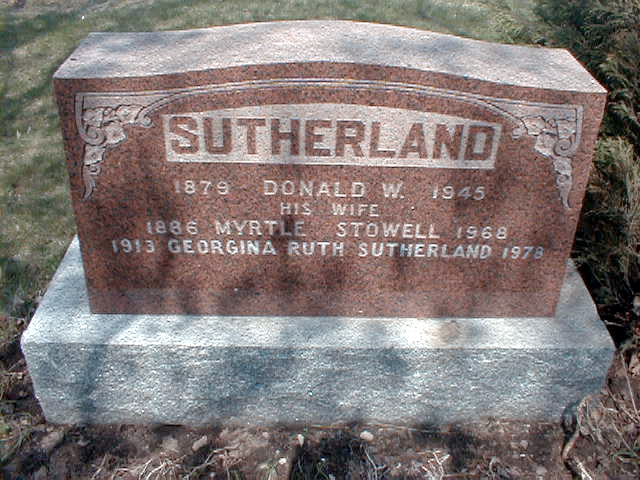 SUTHERLAND
1879 DONALD W. 1945
HIS WIFE
1886 MYRTLE STOWELL 1968
1913 GEORGINA RUTH SUTHERLAND 1978